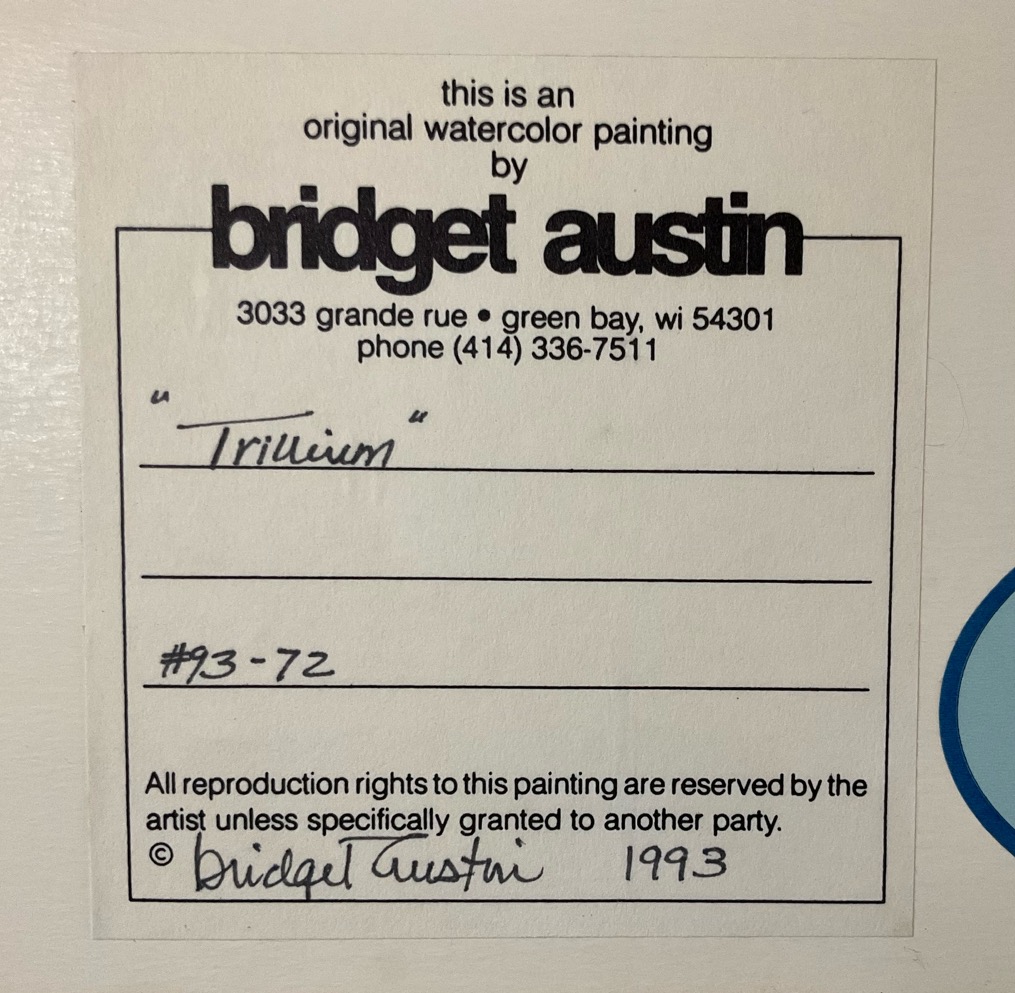 this is an
original watercolor painting
by
bridget austin
3033 grande rue • green bay, wi 54301
phone (414) 336-7511
"Trillium"
#93-72
All reproduction rights to this painting are reserved by the
artist unless specifically granted to another party.
© bridget Austin 1993